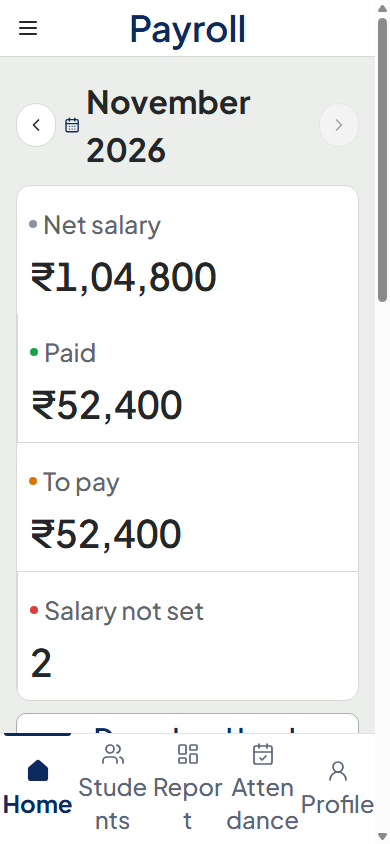 Payroll
November
2026
Net salary
₹1,04,800
Paid
₹52,400
To pay
₹52,400
Salary not set
2
Home
Stude
nts
Repor
t
Atten
dance
Profile